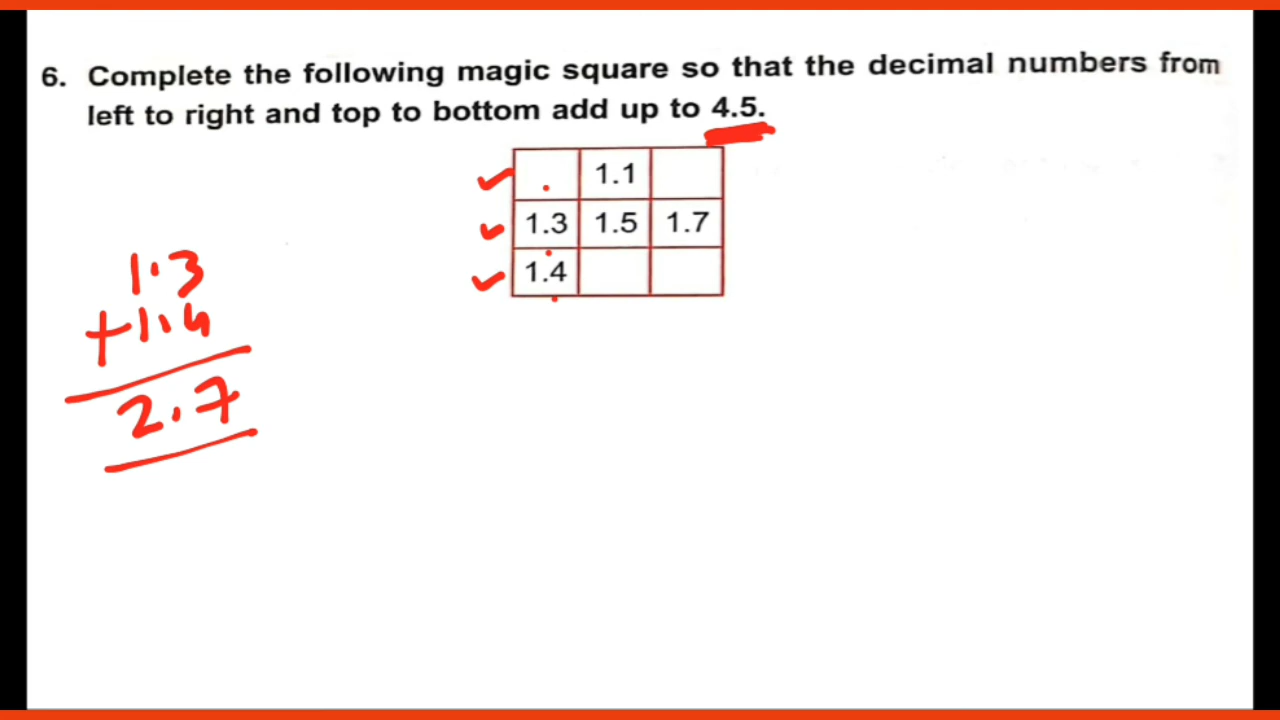 6. Complete the following magic square so that the decimal numbers from
left to right and top to bottom add up to 4.5.
1.1
1.3 1.5 1.7
1.4
1.3
+1.4
2.7